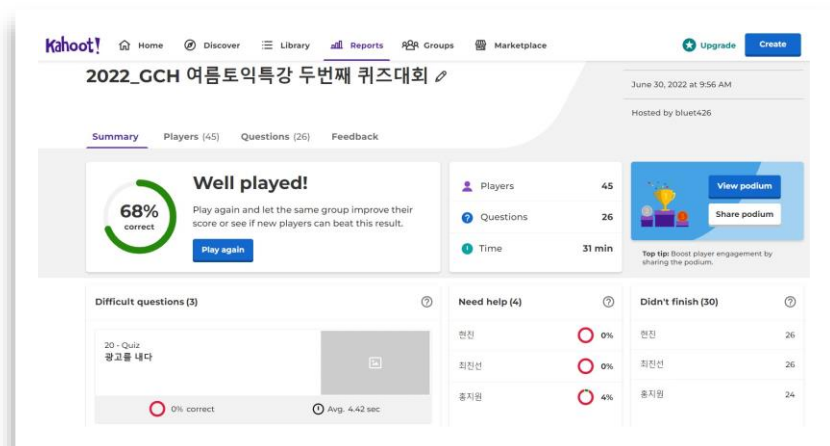 Kahoot!
Home
Discover
Library
Reports
Groups
Marketplace
Upgrade
Create
2022_GCH 여름토익특강 두번째 퀴즈대회
June 30, 2022 at 9:56 AM
Hosted by bluet426
Summary
Players (45)
Questions (26)
Feedback
68%
correct
Well played!
Play again and let the same group improve their
score or see if new players can beat this result.
Play again
Players 45
Questions 26
Time 31 min
View podium
Share podium
Top tip: Boost player engagement by
sharing the podium.
Difficult questions (3)
20 - Quiz
광고를 내다
0% correct
Avg. 4.42 sec
Need help (4)
현진 0%
최진선 0%
홍지원 4%
Didn't finish (30)
현진 26
최진선 26
홍지원 24